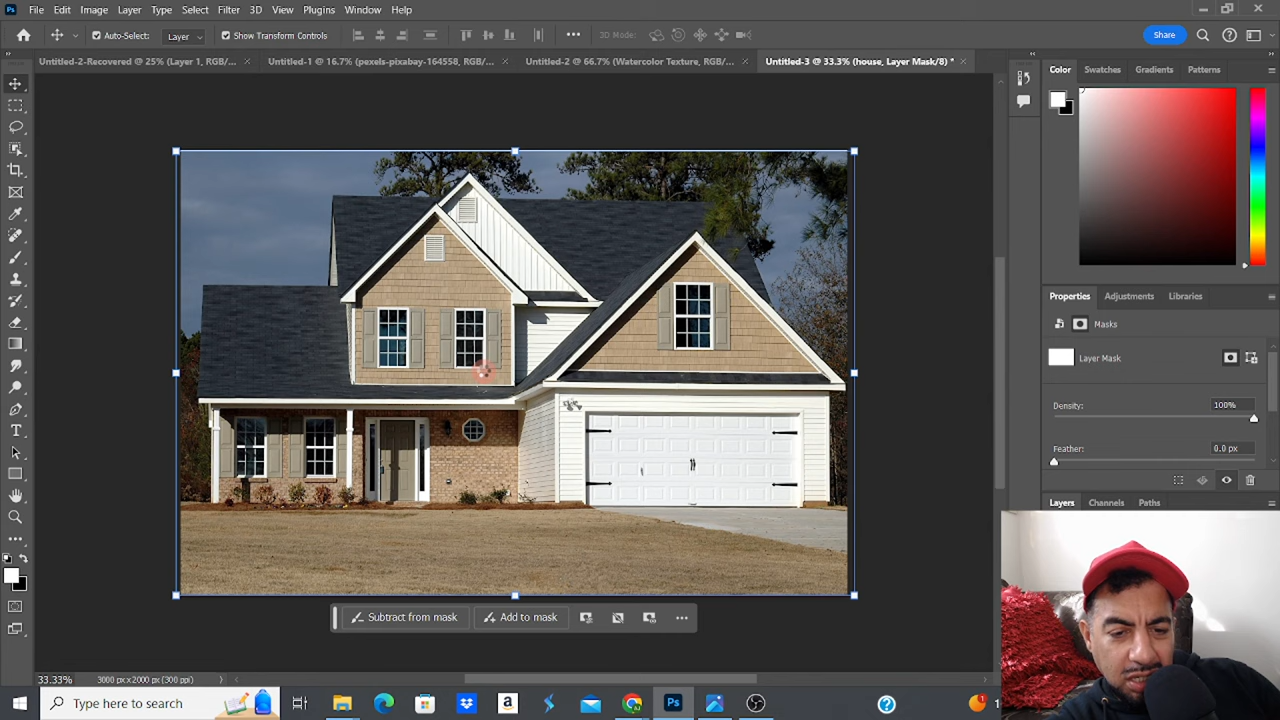 Ps File Edit Image Layer Type Select Filter 3D View Plugins Window Help
Auto-Select: Layer Show Transform Controls 3D Mode: Share
Untitled-2-Recovered @ 25% (Layer 1, RGB/... × Untitled-1 @ 16.7% (pexels-pixabay-164558, RGB/... × Untitled-2 @ 66.7% (Watercolor Texture, RGB/... × Untitled-3 @ 33.3% (house, Layer Mask/8) * ×
Color Swatches Gradients Patterns
Properties Adjustments Libraries
Masks
Layer Mask
Density: 100%
Feather: 0.0 px
Layers Channels Paths
Subtract from mask Add to mask
33.33% 3000 px x 2000 px (300 ppi)
Type here to search